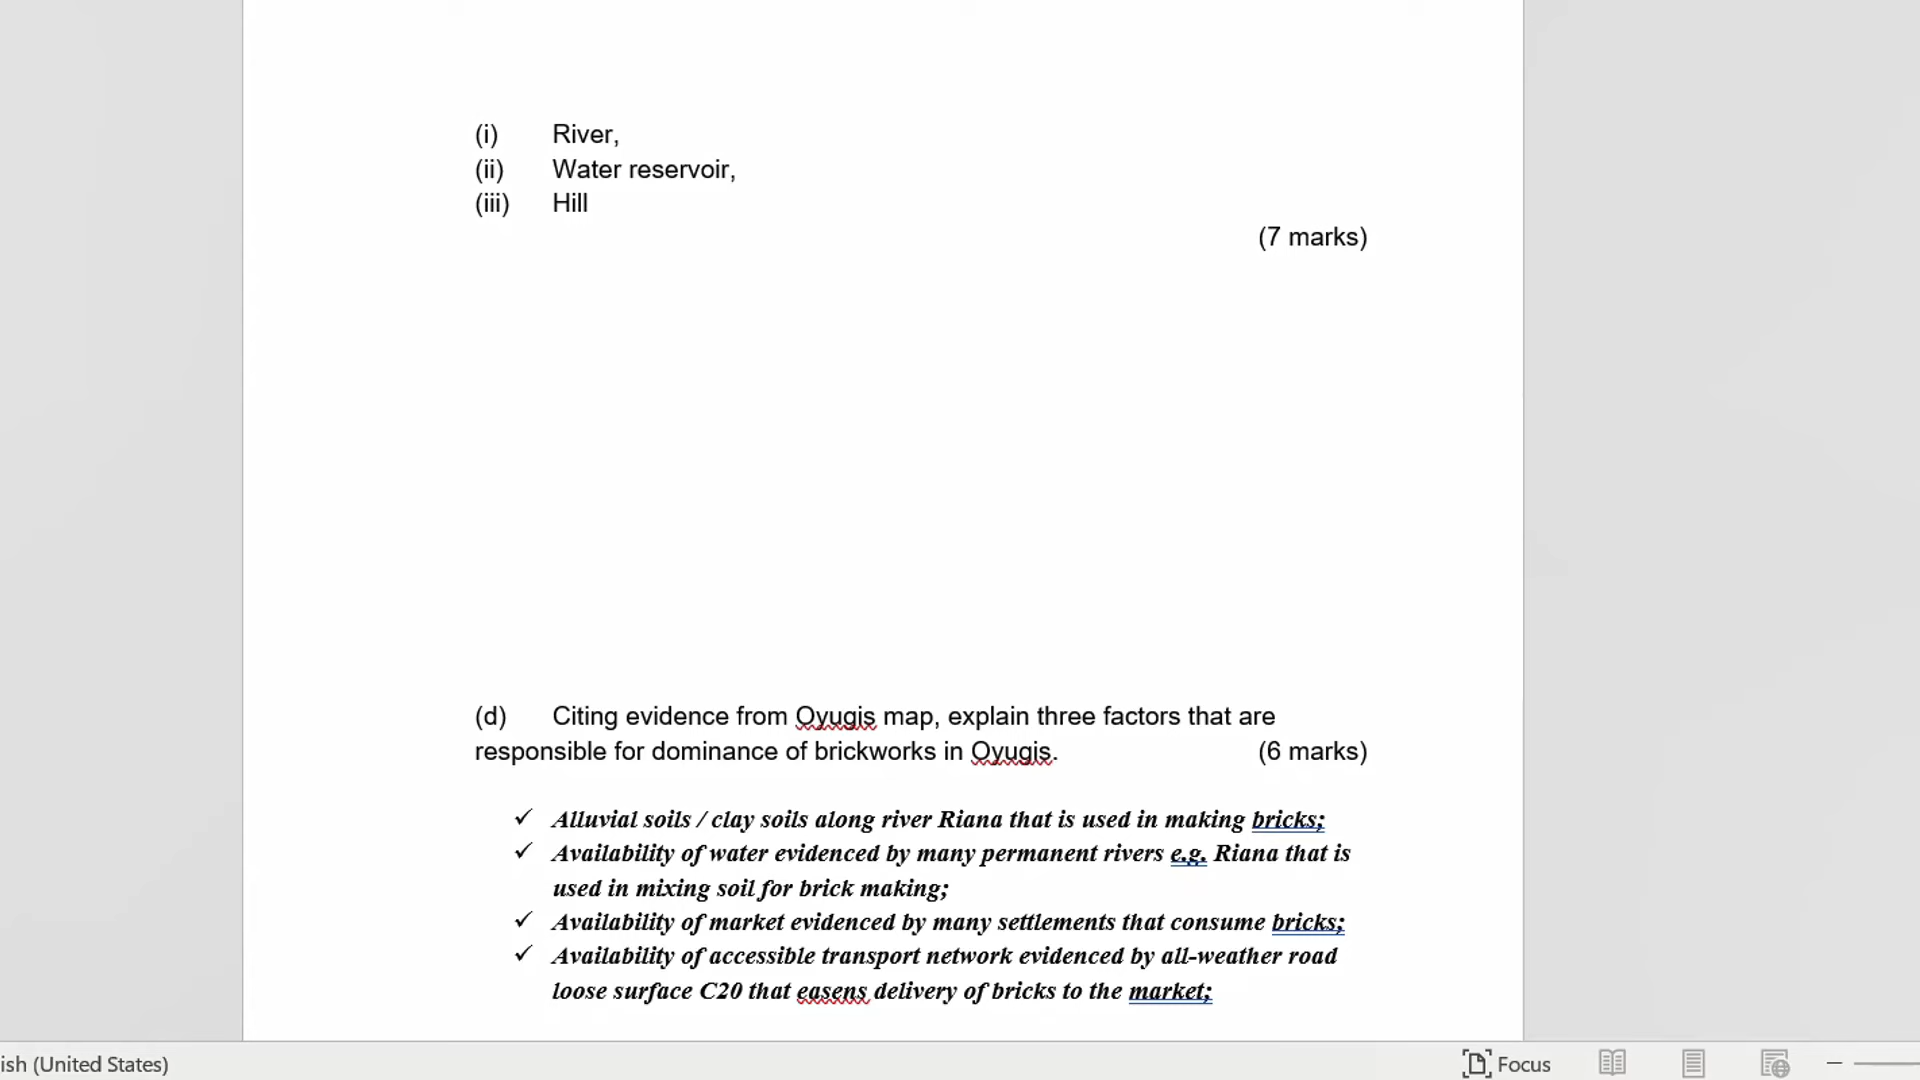 (i) River,
(ii) Water reservoir,
(iii) Hill
(7 marks)
(d) Citing evidence from Oyugis map, explain three factors that are
responsible for dominance of brickworks in Oyugis. (6 marks)
✓ Alluvial soils / clay soils along river Riana that is used in making bricks;
✓ Availability of water evidenced by many permanent rivers e.g. Riana that is
used in mixing soil for brick making;
✓ Availability of market evidenced by many settlements that consume bricks;
✓ Availability of accessible transport network evidenced by all-weather road
loose surface C20 that easens delivery of bricks to the market;
ish (United States) Focus